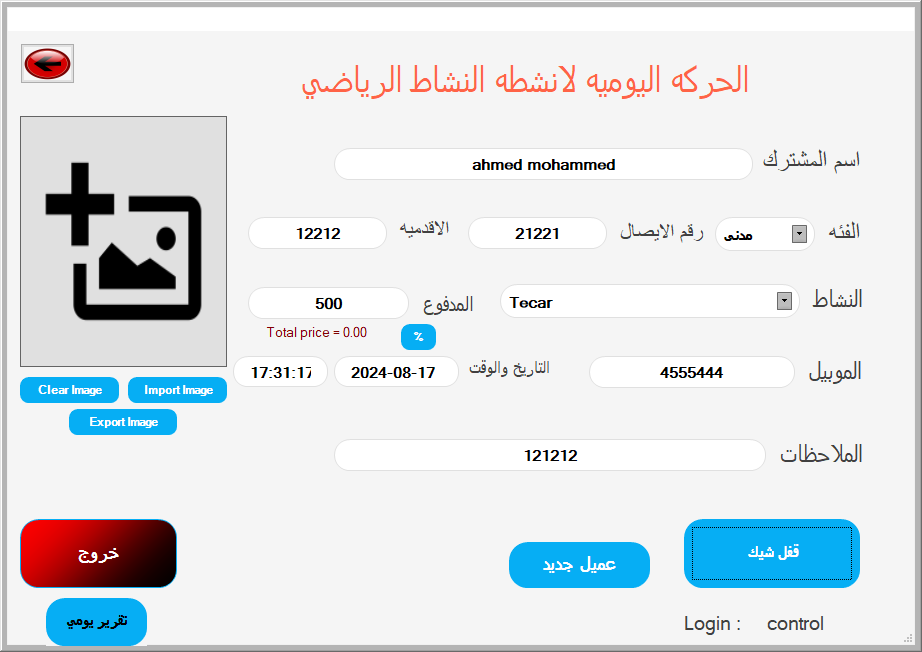 الحركه اليوميه لانشطه النشاط الرياضي
اسم المشترك ahmed mohammed
الفئه مدنى رقم الايصال 21221 الاقدميه 12212
النشاط Tecar المدفوع 500
Total price = 0.00 %
الموبيل 4555444 التاريخ والوقت 2024-08-17 17:31:17
Clear Image Import Image
Export Image
الملاحظات 121212
قفل شيك
عميل جديد
خروج
تقرير يومي
Login : control